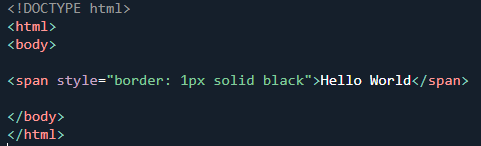 <!DOCTYPE html>
<html>
<body>
<span style="border: 1px solid black">Hello World</span>
</body>
</html>